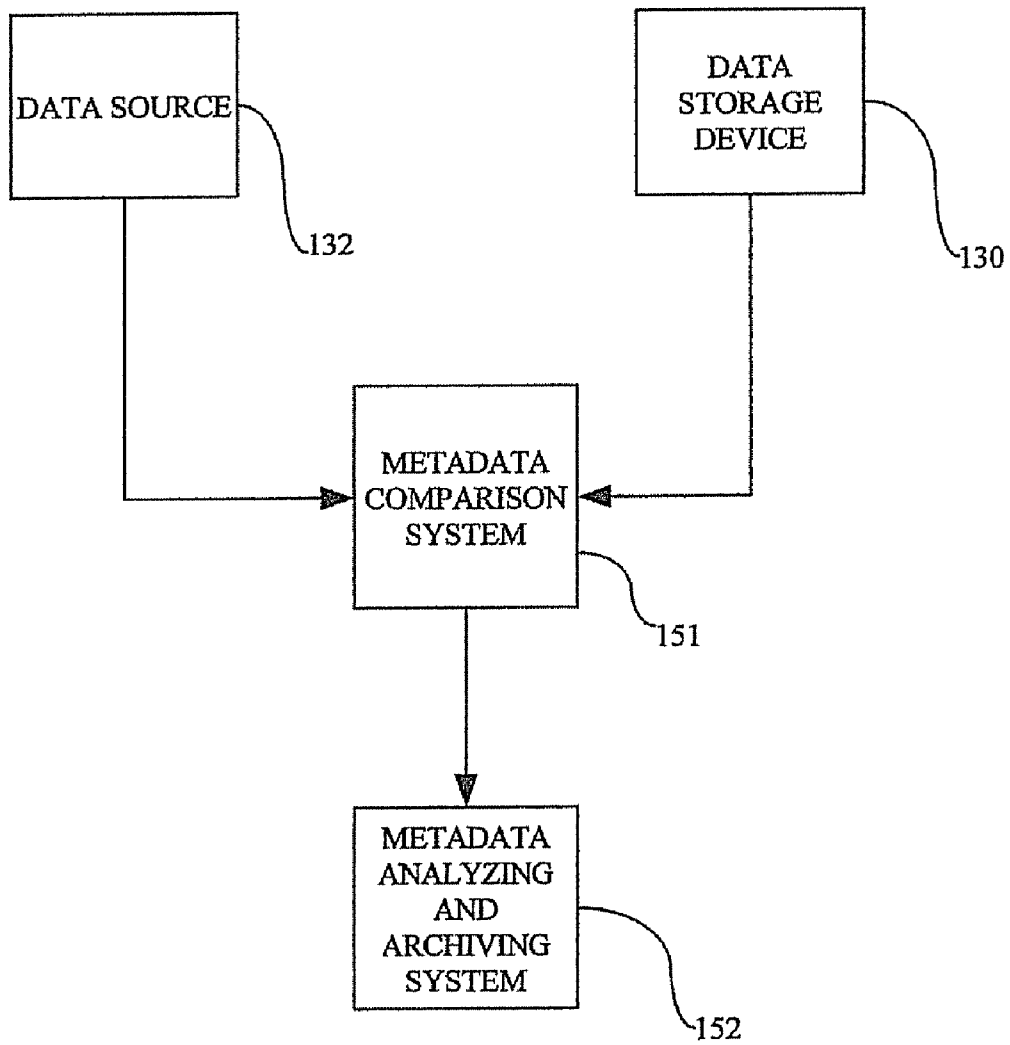 DATA SOURCE
132
DATA
STORAGE
DEVICE
130
METADATA
COMPARISON
SYSTEM
151
METADATA
ANALYZING
AND
ARCHIVING
SYSTEM
152